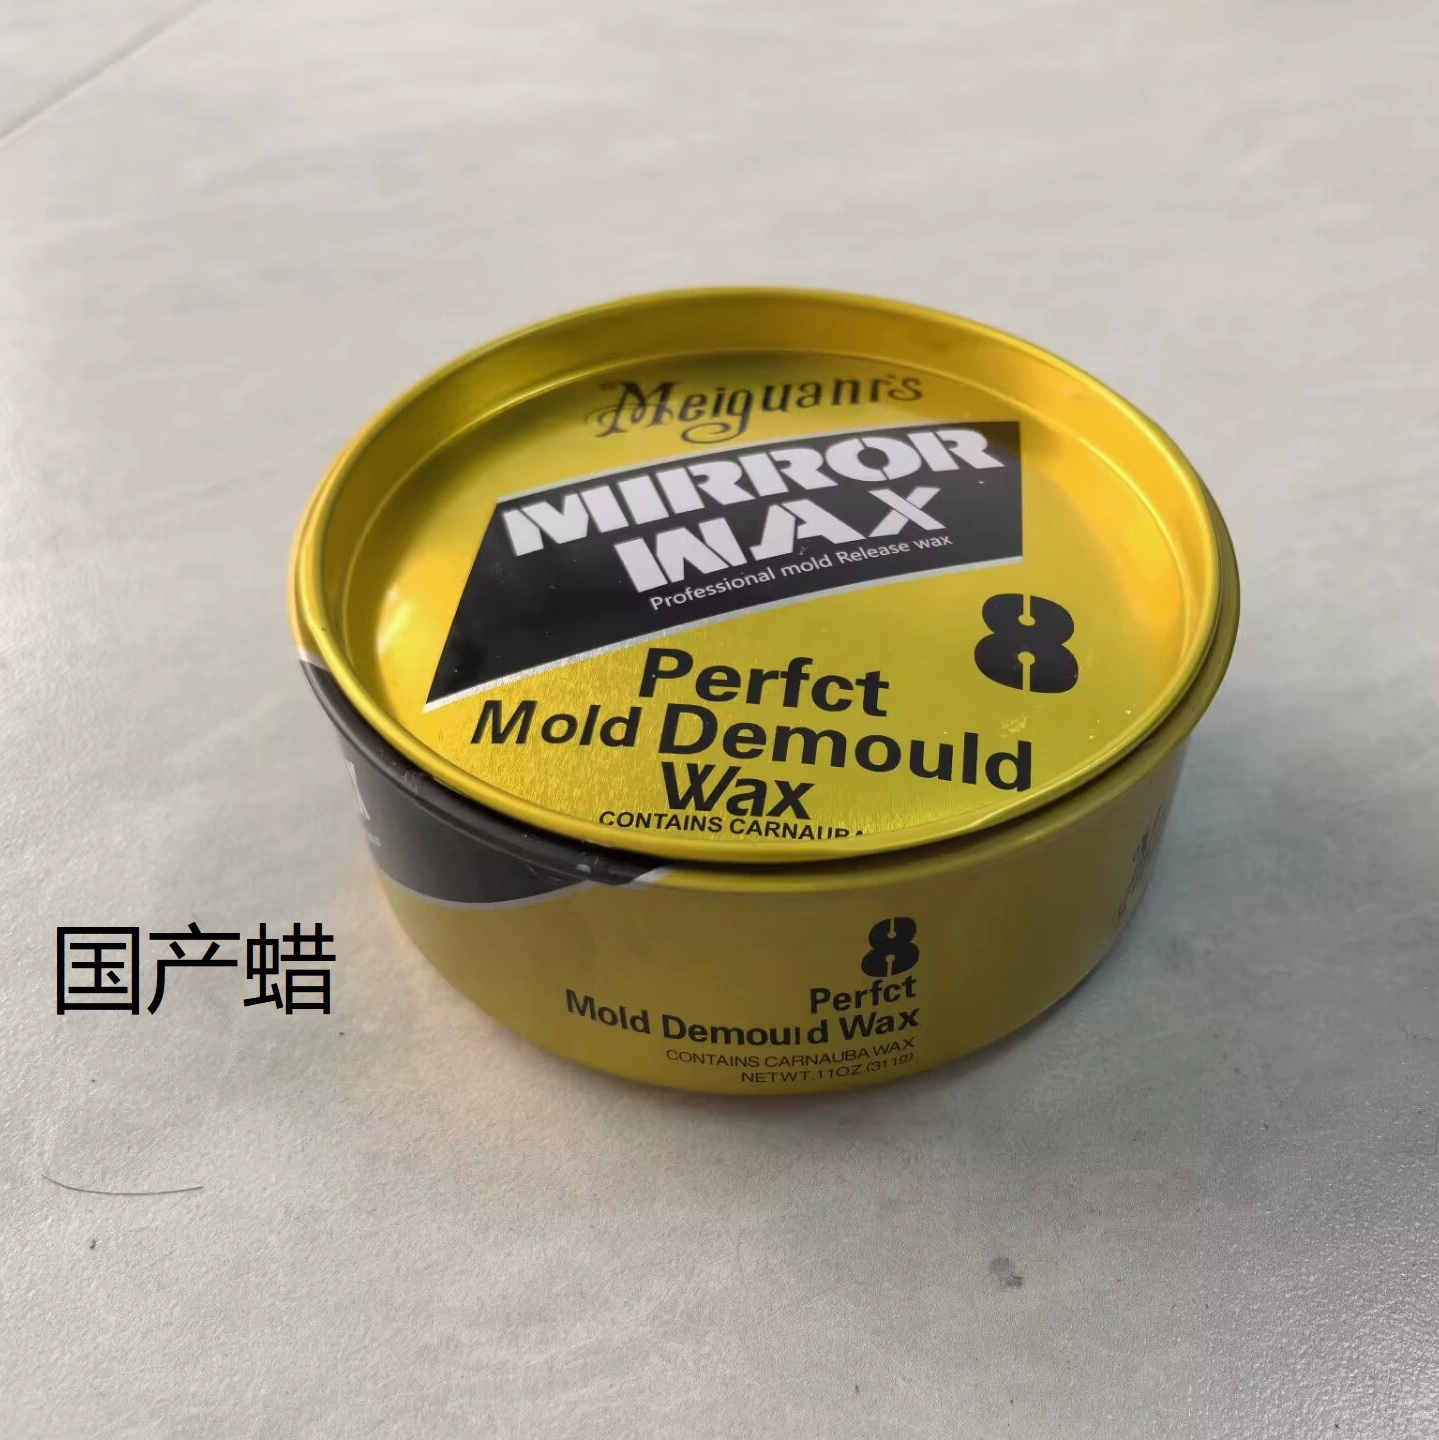 Meiguanr's
MIRROR
WAX
Professional mold Release wax
8
Perfct
Mold Demould
Wax
CONTAINS CARNAUBA
8
Perfct
Mold Demould Wax
CONTAINS CARNAUBA WAX
NETWT.11OZ (311g)
国产蜡